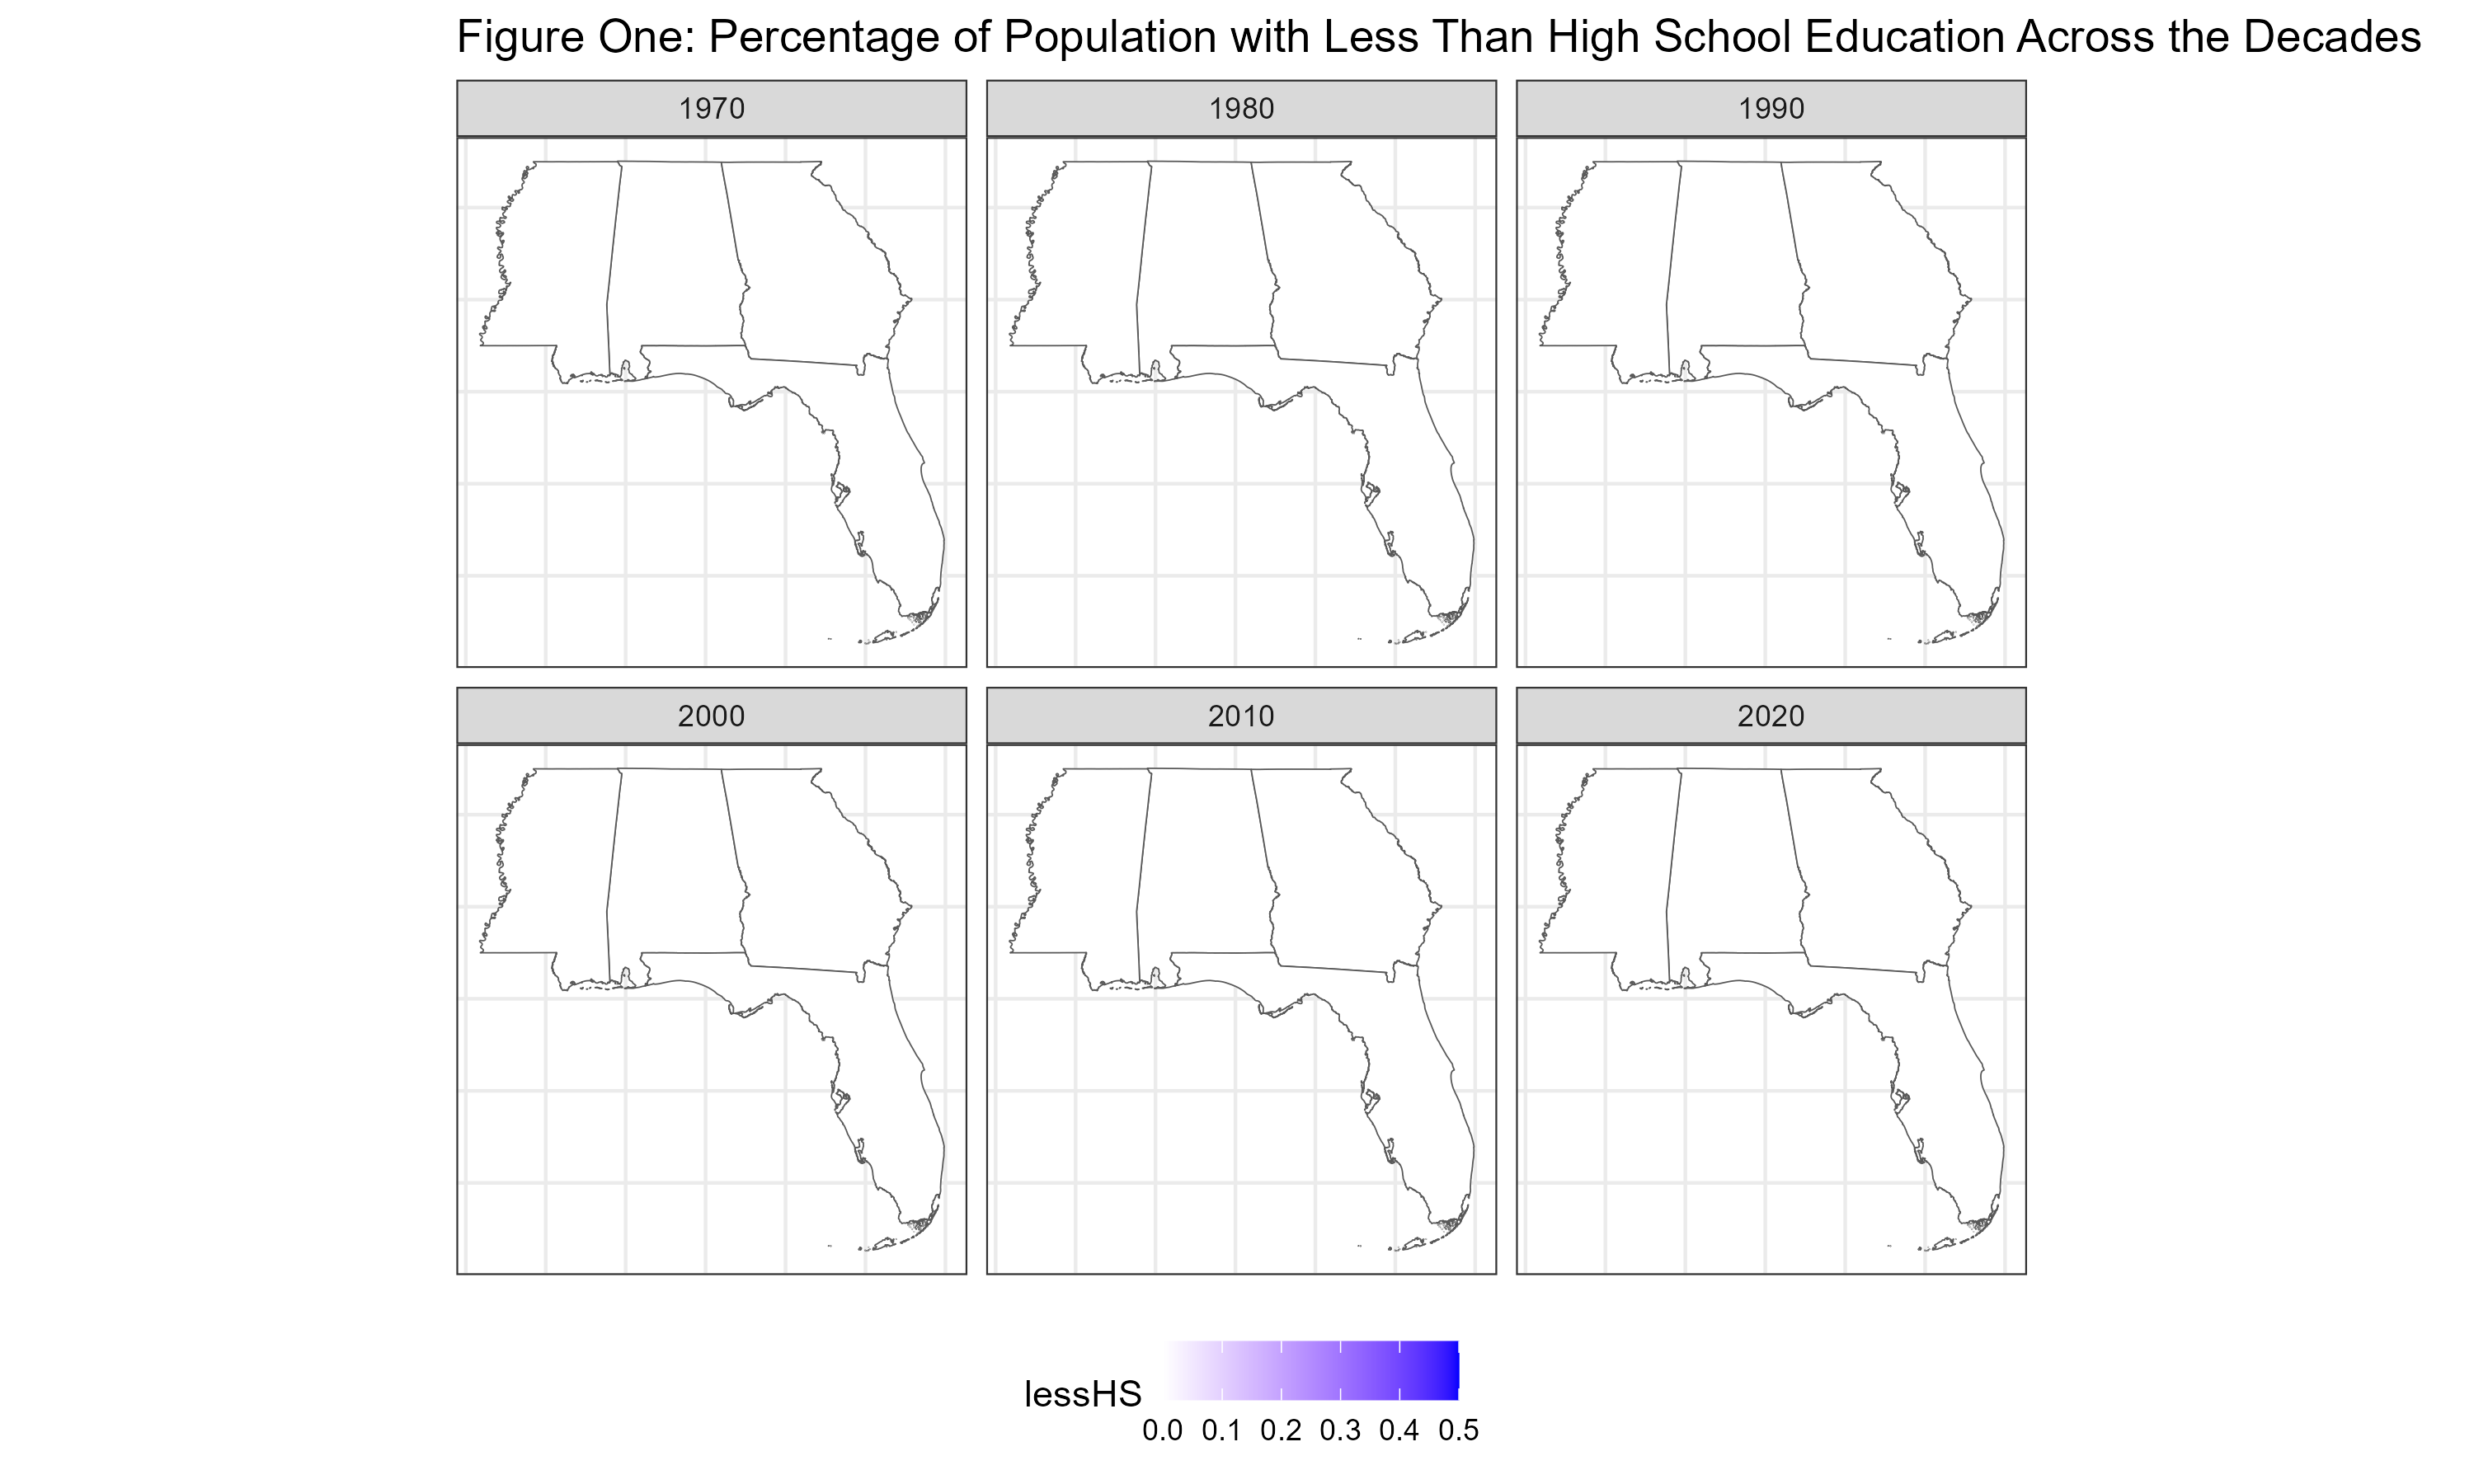 Figure One: Percentage of Population with Less Than High School Education Across the Decades
1970 1980 1990
2000 2010 2020
lessHS
0.0 0.1 0.2 0.3 0.4 0.5